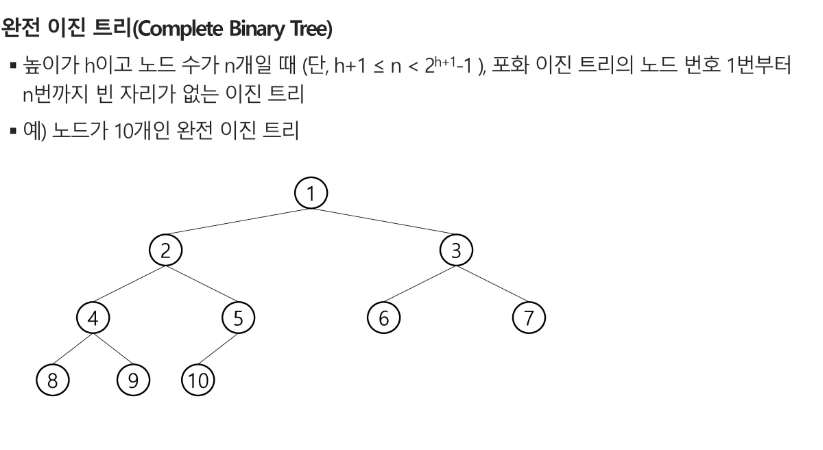 완전 이진 트리(Complete Binary Tree)
▪ 높이가 h이고 노드 수가 n개일 때 (단, h+1 ≤ n < 2ʰ⁺¹-1 ), 포화 이진 트리의 노드 번호 1번부터
n번까지 빈 자리가 없는 이진 트리
▪ 예) 노드가 10개인 완전 이진 트리
1
2 3
4 5 6 7
8 9 10